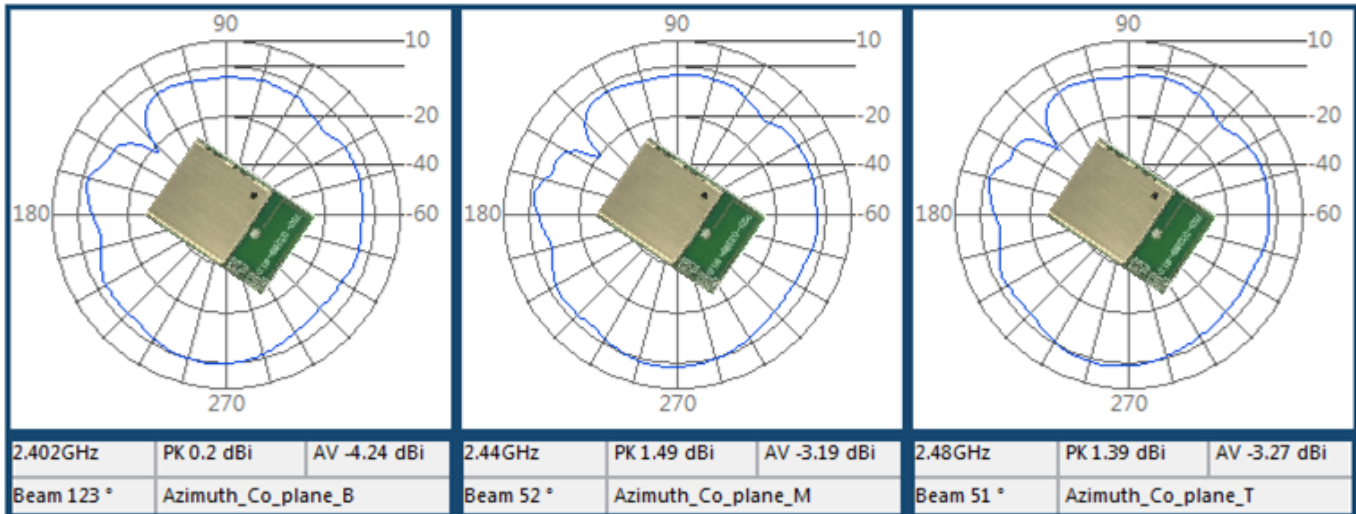 90 90 90
10 10 10
-20 -20 -20
-40 -40 -40
180 -60 180 -60 180 -60
270 270 270
2.402GHz PK 0.2 dBi AV -4.24 dBi 2.44GHz PK 1.49 dBi AV -3.19 dBi 2.48GHz PK 1.39 dBi AV -3.27 dBi
Beam 123 ° Azimuth_Co_plane_B Beam 52 ° Azimuth_Co_plane_M Beam 51 ° Azimuth_Co_plane_T